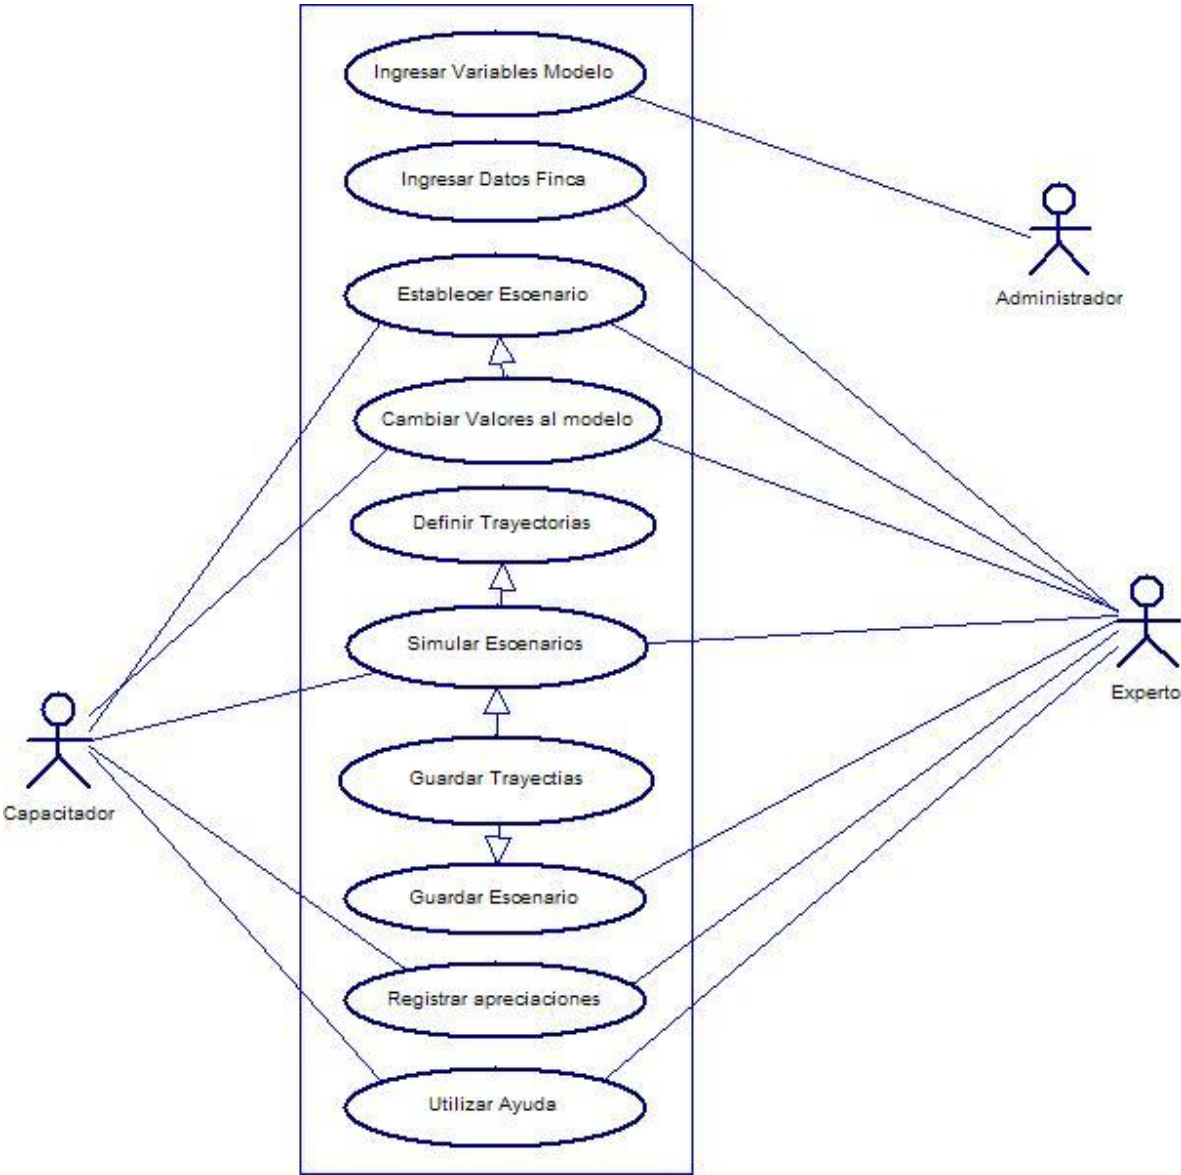 Ingresar Variables Modelo
Ingresar Datos Finca
Administrador
Establecer Escenario
Cambiar Valores al modelo
Definir Trayectorias
Simular Escenarios
Experto
Guardar Trayectias
Capacitador
Guardar Escenario
Registrar apreciaciones
Utilizar Ayuda